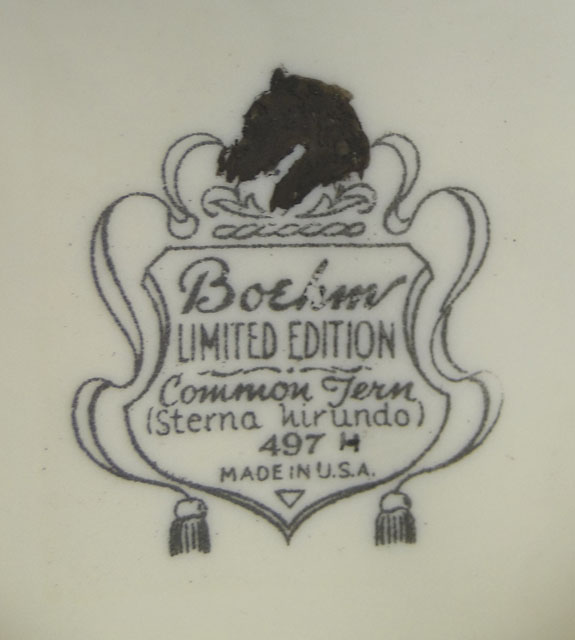 Boehm
LIMITED EDITION
Common Tern
(Sterna hirundo)
497 H
MADE IN U.S.A.